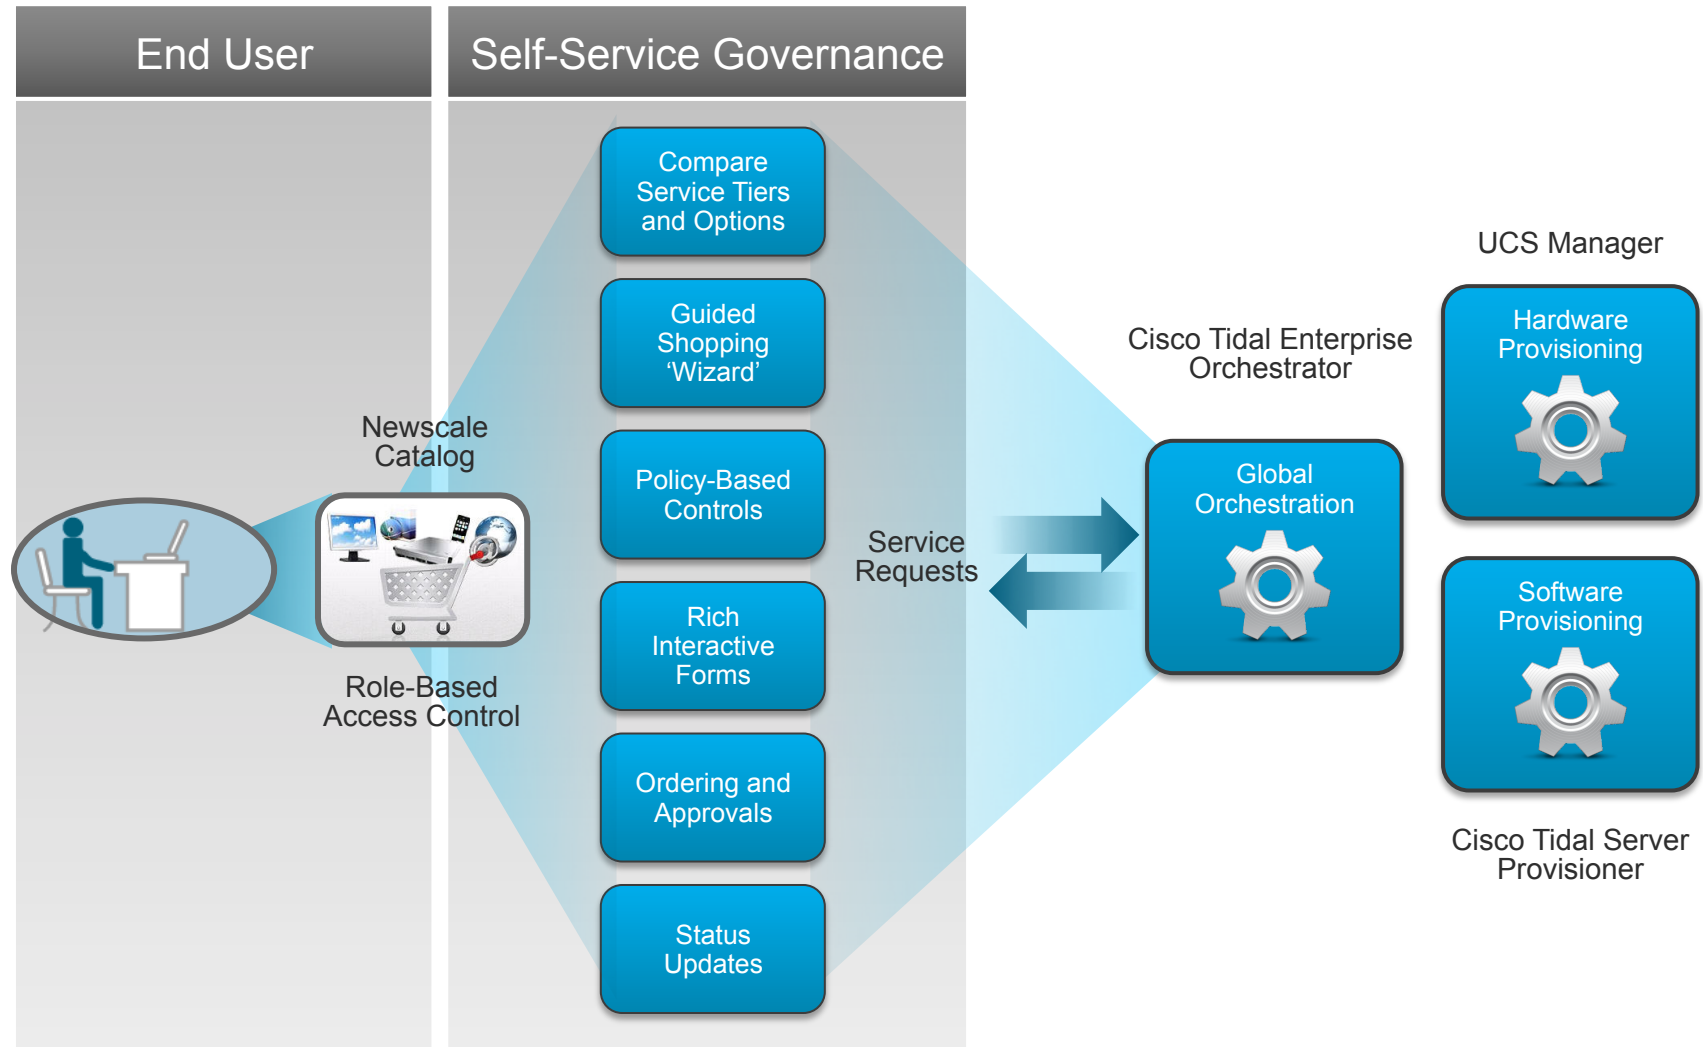 End User
Self-Service Governance
Compare
Service Tiers
and Options
Guided
Shopping
‘Wizard’
Policy-Based
Controls
Rich
Interactive
Forms
Ordering and
Approvals
Status
Updates
Newscale
Catalog
Role-Based
Access Control
Service
Requests
Cisco Tidal Enterprise
Orchestrator
Global
Orchestration
UCS Manager
Hardware
Provisioning
Software
Provisioning
Cisco Tidal Server
Provisioner